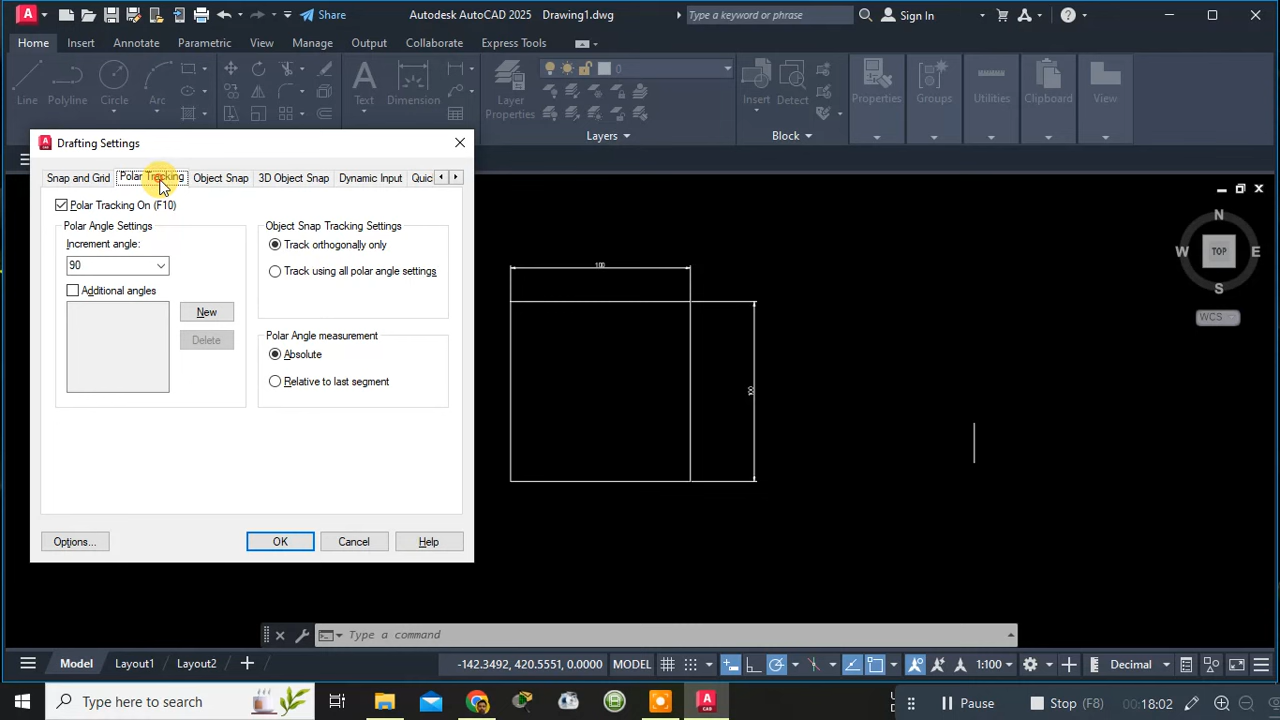 Share
Autodesk AutoCAD 2025 Drawing1.dwg
Type a keyword or phrase
Sign In
Home Insert Annotate Parametric View Manage Output Collaborate Express Tools
0
Line Polyline Circle Arc
Text Dimension
Layer Properties
Insert Detect
Properties Groups Utilities Clipboard View
Layers
Block
Drafting Settings
Snap and Grid Polar Tracking Object Snap 3D Object Snap Dynamic Input Quic
Polar Tracking On (F10)
Polar Angle Settings
Increment angle:
90
Additional angles
New
Delete
Object Snap Tracking Settings
Track orthogonally only
Track using all polar angle settings
Polar Angle measurement
Absolute
Relative to last segment
Options...
OK
Cancel
Help
100
100
N
W
TOP
E
S
WCS
Type a command
Model Layout1 Layout2
-142.3492, 420.5551, 0.0000 MODEL
1:100
Decimal
Type here to search
Pause
Stop (F8)
00:18:02